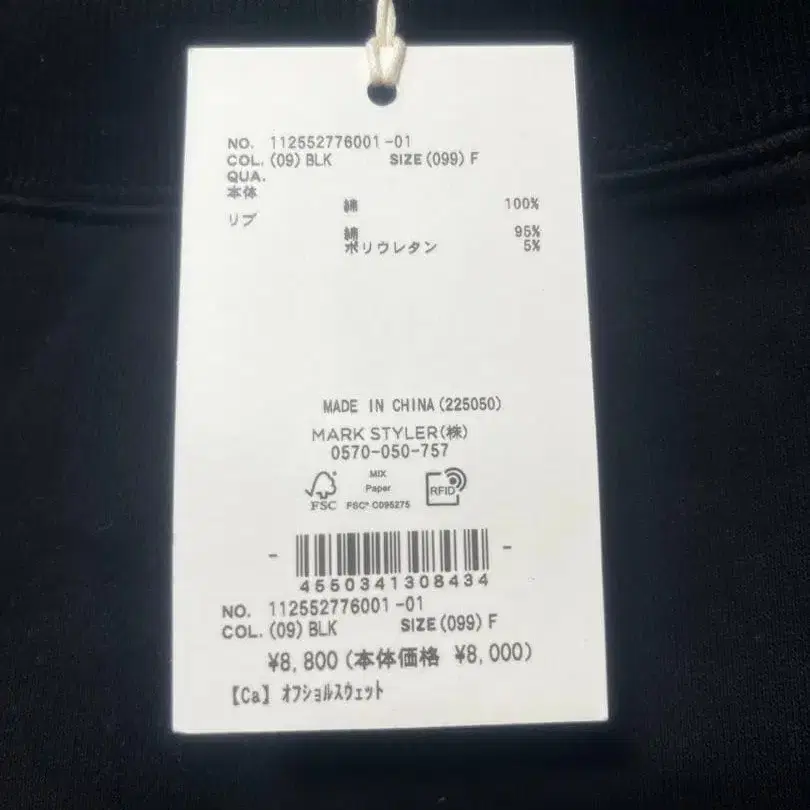 NO. 112552776001-01
COL. (09) BLK SIZE (099) F
QUA.
本体
綿 100%
リブ
綿 95%
ポリウレタン 5%
MADE IN CHINA (225050)
MARK STYLER(株)
0570-050-757
FSC
MIX
Paper
FSC® C095275
RFID
- -
4550341308434
NO. 112552776001-01
COL. (09) BLK SIZE (099) F
¥8,800 (本体価格 ¥8,000)
【Ca】ｵﾌｼｮﾙｽｳｪｯﾄ